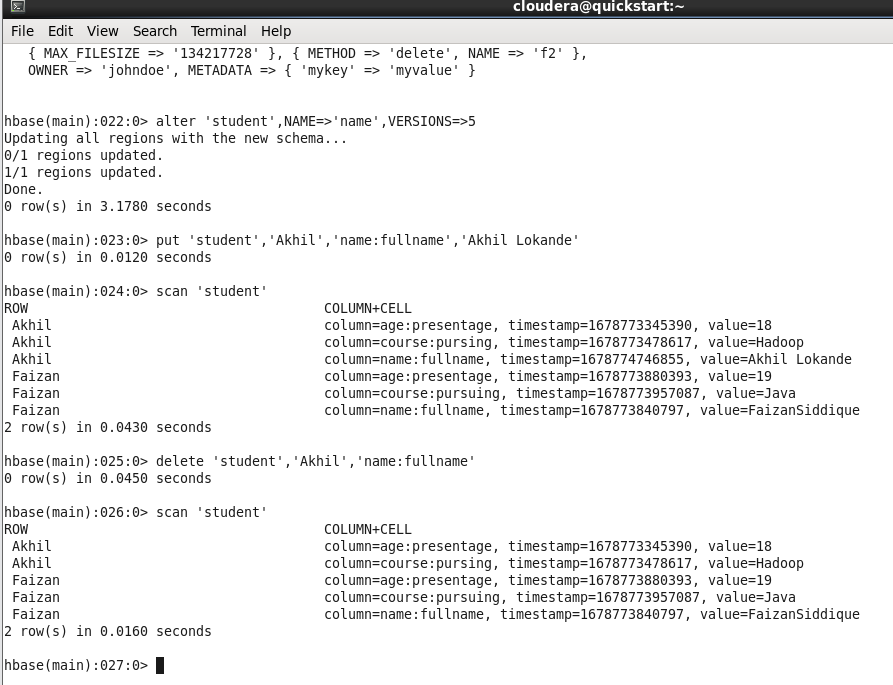 cloudera@quickstart:~
File Edit View Search Terminal Help
{ MAX_FILESIZE => '134217728' }, { METHOD => 'delete', NAME => 'f2' },
OWNER => 'johndoe', METADATA => { 'mykey' => 'myvalue' }
hbase(main):022:0> alter 'student',NAME=>'name',VERSIONS=>5
Updating all regions with the new schema...
0/1 regions updated.
1/1 regions updated.
Done.
0 row(s) in 3.1780 seconds
hbase(main):023:0> put 'student','Akhil','name:fullname','Akhil Lokande'
0 row(s) in 0.0120 seconds
hbase(main):024:0> scan 'student'
ROW COLUMN+CELL
Akhil column=age:presentage, timestamp=1678773345390, value=18
Akhil column=course:pursing, timestamp=1678773478617, value=Hadoop
Akhil column=name:fullname, timestamp=1678774746855, value=Akhil Lokande
Faizan column=age:presentage, timestamp=1678773880393, value=19
Faizan column=course:pursuing, timestamp=1678773957087, value=Java
Faizan column=name:fullname, timestamp=1678773840797, value=FaizanSiddique
2 row(s) in 0.0430 seconds
hbase(main):025:0> delete 'student','Akhil','name:fullname'
0 row(s) in 0.0450 seconds
hbase(main):026:0> scan 'student'
ROW COLUMN+CELL
Akhil column=age:presentage, timestamp=1678773345390, value=18
Akhil column=course:pursing, timestamp=1678773478617, value=Hadoop
Faizan column=age:presentage, timestamp=1678773880393, value=19
Faizan column=course:pursuing, timestamp=1678773957087, value=Java
Faizan column=name:fullname, timestamp=1678773840797, value=FaizanSiddique
2 row(s) in 0.0160 seconds
hbase(main):027:0>